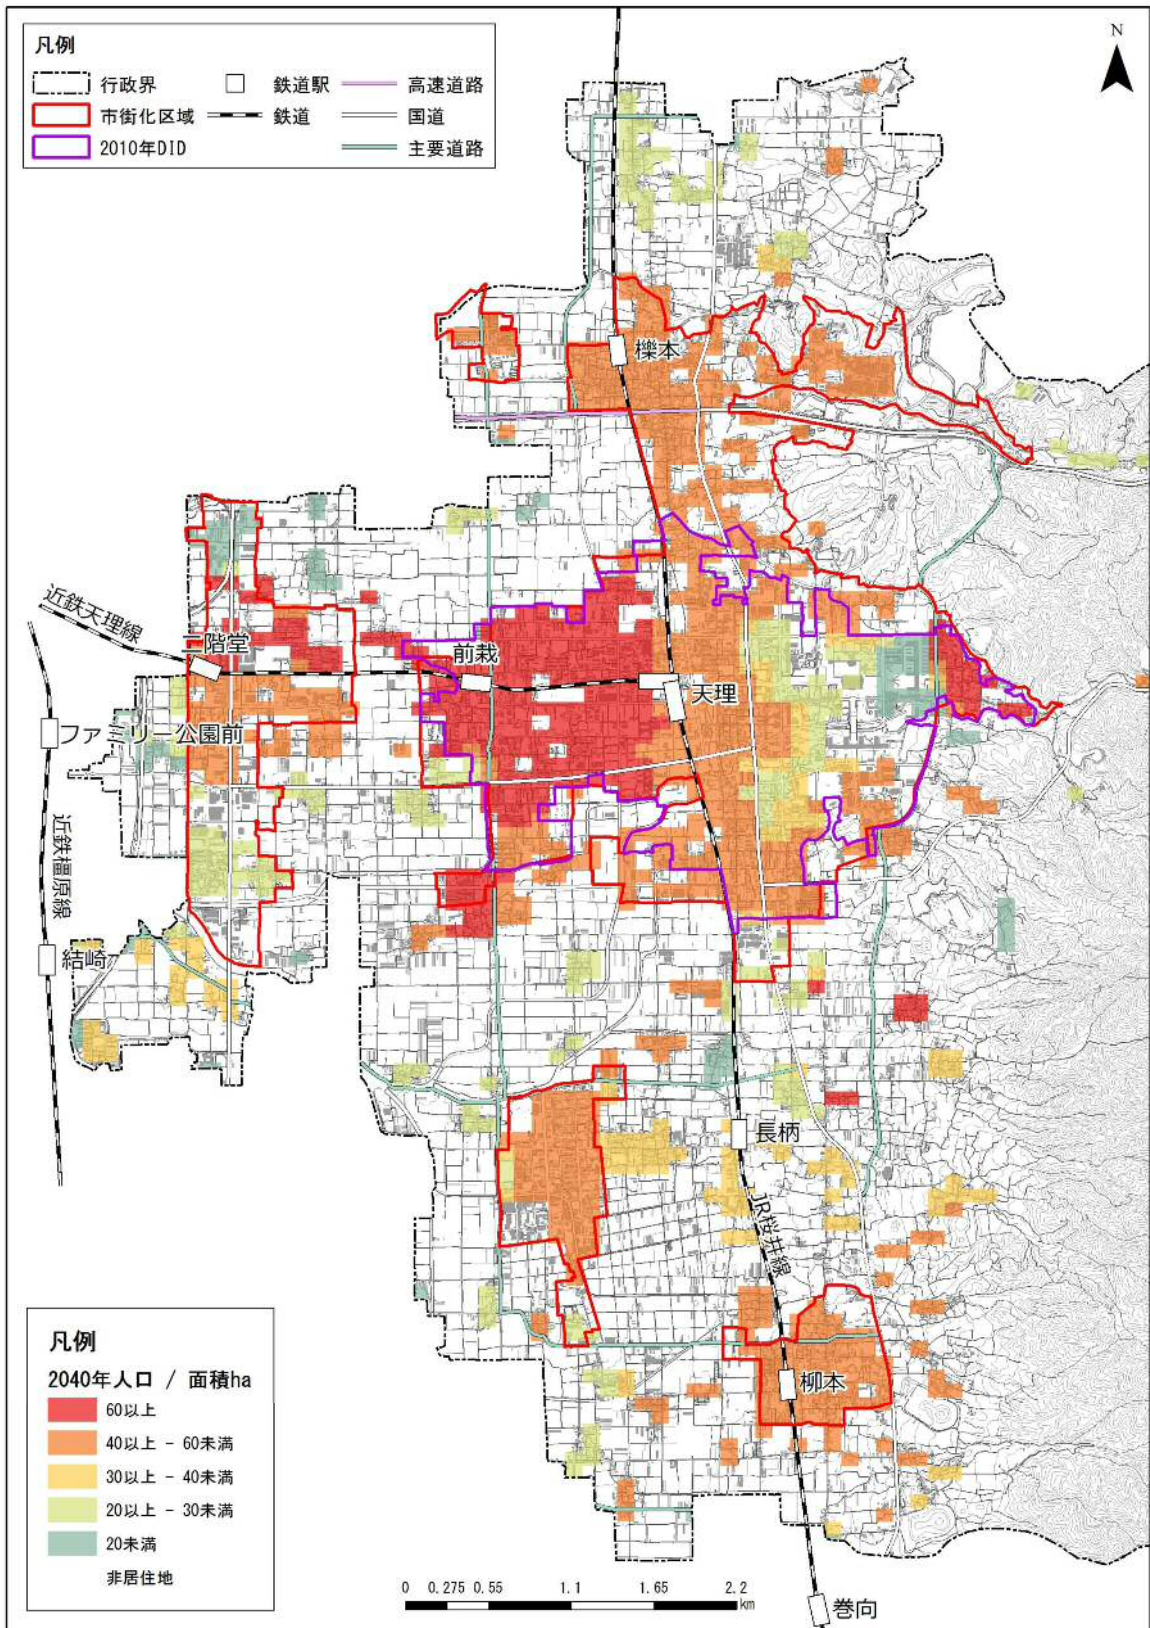 凡例
行政界
鉄道駅
高速道路
市街化区域
鉄道
国道
2010年DID
主要道路
N
櫟本
近鉄天理線
二階堂
前栽
天理
ファミリー公園前
近鉄橿原線
結崎
長柄
JR桜井線
柳本
巻向
凡例
2040年人口 / 面積ha
60以上
40以上 - 60未満
30以上 - 40未満
20以上 - 30未満
20未満
非居住地
0 0.275 0.55 1.1 1.65 2.2
km